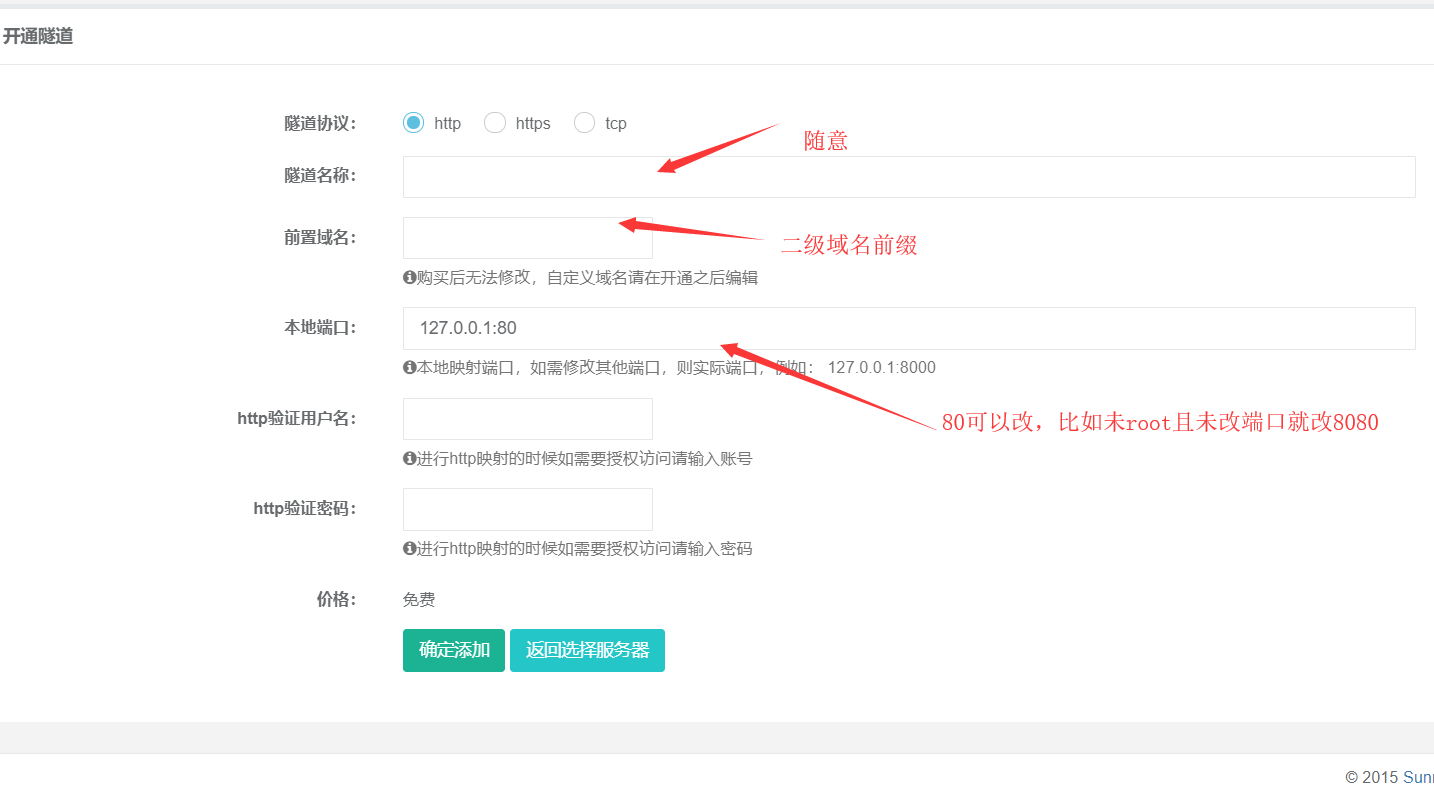 开通隧道
隧道协议： http https tcp
随意
隧道名称：
前置域名：
二级域名前缀
购买后无法修改，自定义域名请在开通之后编辑
本地端口： 127.0.0.1:80
本地映射端口，如需修改其他端口，则实际端口，例如： 127.0.0.1:8000
80可以改，比如未root且未改端口就改8080
http验证用户名：
进行http映射的时候如需要授权访问请输入账号
http验证密码：
进行http映射的时候如需要授权访问请输入密码
价格： 免费
确定添加 返回选择服务器
© 2015